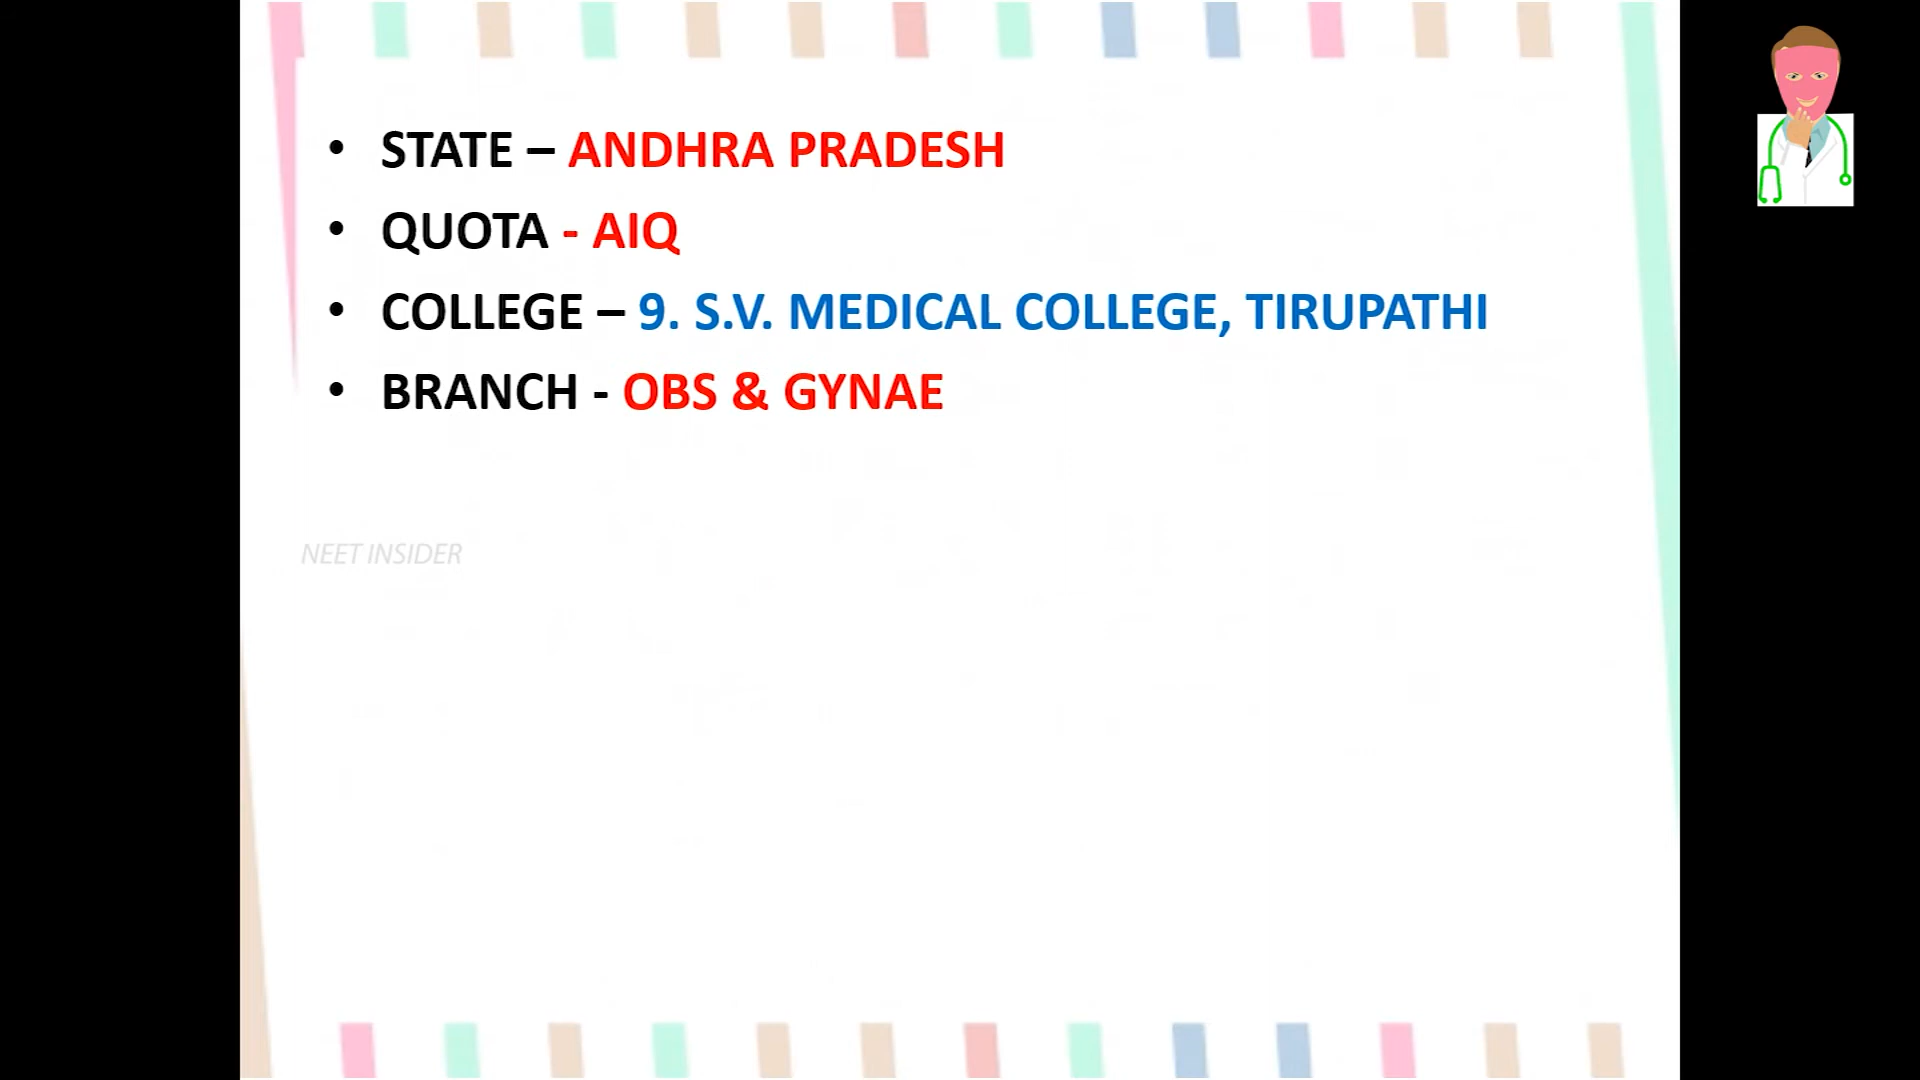 • STATE – ANDHRA PRADESH
• QUOTA - AIQ
• COLLEGE – 9. S.V. MEDICAL COLLEGE, TIRUPATHI
• BRANCH - OBS & GYNAE
NEET INSIDER